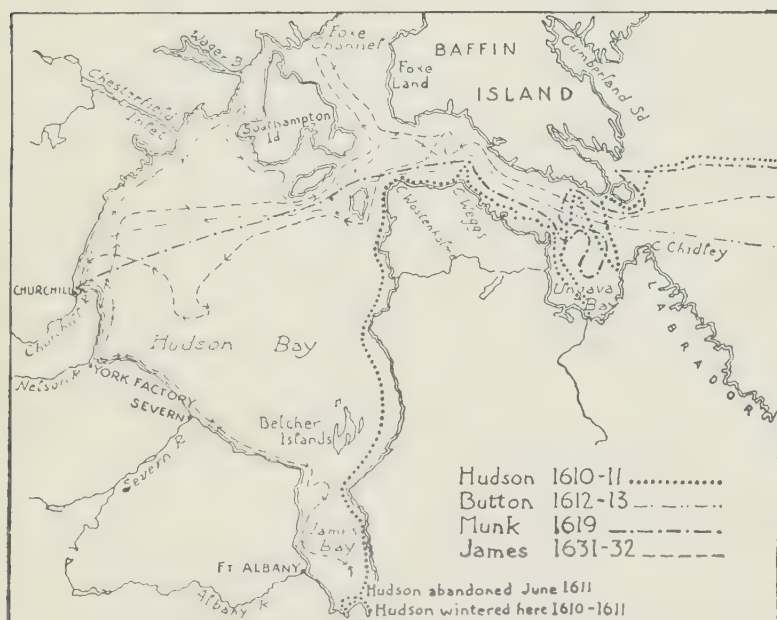 Foxe
Channel
Wager B
BAFFIN
ISLAND
Foxe
Land
Cumberland Sd
Chesterfield
Inlet
Southampton
Id
Wostenholm
Weggs
C Chidley
Ungava
Bay
LABRADOR
CHURCHILL
Churchill
Hudson Bay
Nelson R
YORK FACTORY
SEVERN
Severn R
Belcher
Islands
James
Bay
FT ALBANY
Albany R
Hudson 1610-11
Button 1612-13
Munk 1619
James 1631-32
Hudson abandoned June 1611
Hudson wintered here 1610-1611